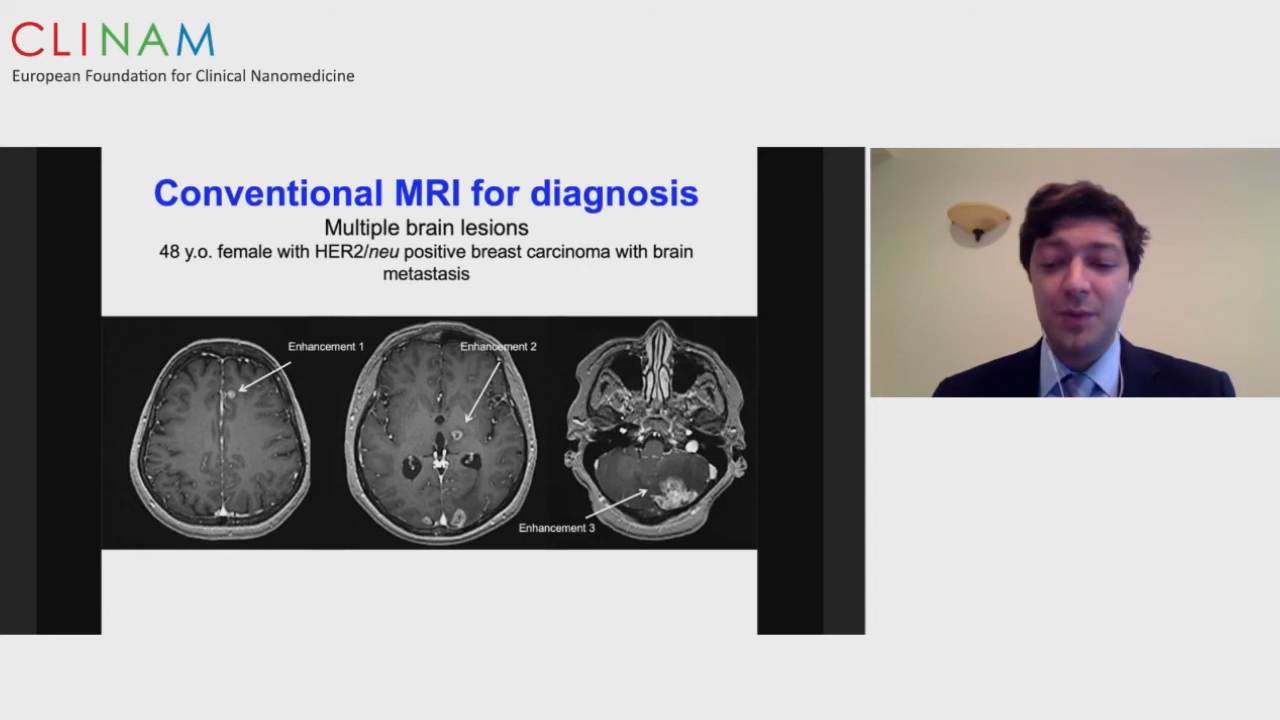 CLINAM
European Foundation for Clinical Nanomedicine
Conventional MRI for diagnosis
Multiple brain lesions
48 y.o. female with HER2/neu positive breast carcinoma with brain
metastasis
Enhancement 1
Enhancement 2
Enhancement 3